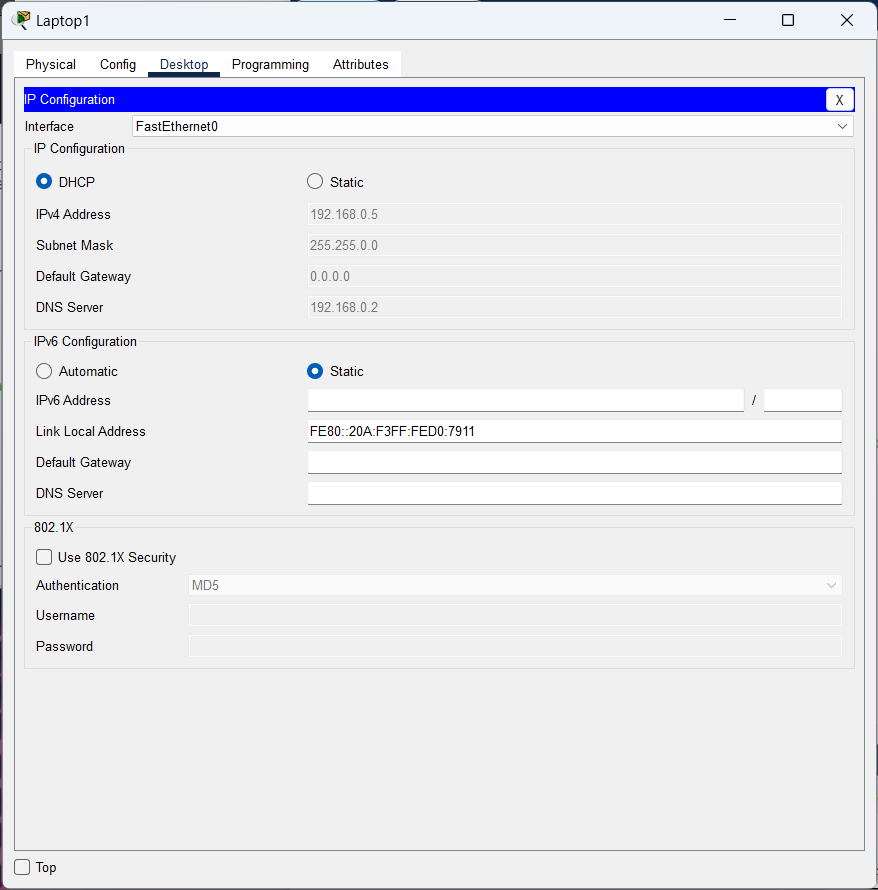 Laptop1
Physical Config Desktop Programming Attributes
IP Configuration X
Interface FastEthernet0
IP Configuration
DHCP Static
IPv4 Address 192.168.0.5
Subnet Mask 255.255.0.0
Default Gateway 0.0.0.0
DNS Server 192.168.0.2
IPv6 Configuration
Automatic Static
IPv6 Address /
Link Local Address FE80::20A:F3FF:FED0:7911
Default Gateway
DNS Server
802.1X
Use 802.1X Security
Authentication MD5
Username
Password
Top